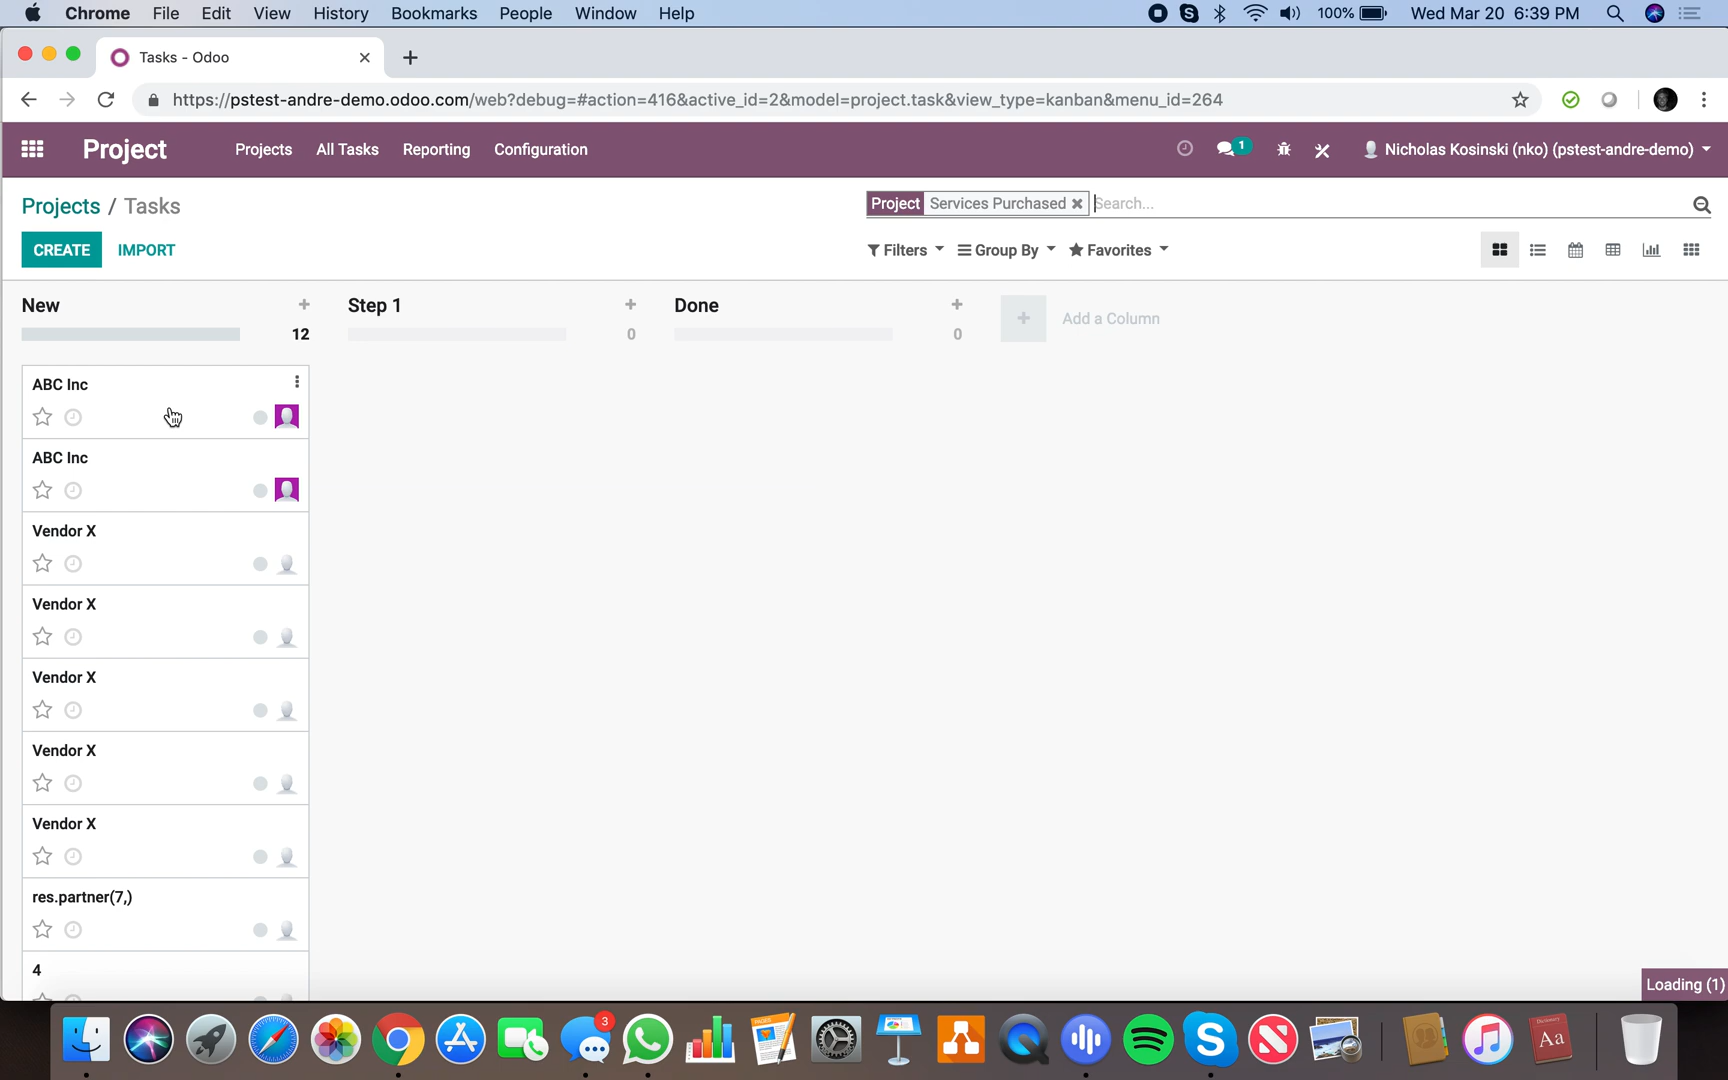 Chrome File Edit View History Bookmarks People Window Help 100% Wed Mar 20 6:39 PM
Tasks - Odoo
https://pstest-andre-demo.odoo.com/web?debug=#action=416&active_id=2&model=project.task&view_type=kanban&menu_id=264
Project Projects All Tasks Reporting Configuration 1 Nicholas Kosinski (nko) (pstest-andre-demo)
Projects / Tasks Project Services Purchased Search...
CREATE IMPORT Filters Group By Favorites
New Step 1 Done Add a Column
12 0 0
ABC Inc
ABC Inc
Vendor X
Vendor X
Vendor X
Vendor X
Vendor X
res.partner(7,)
4
Loading (1)
3
PAGES
Aa
Dictionary